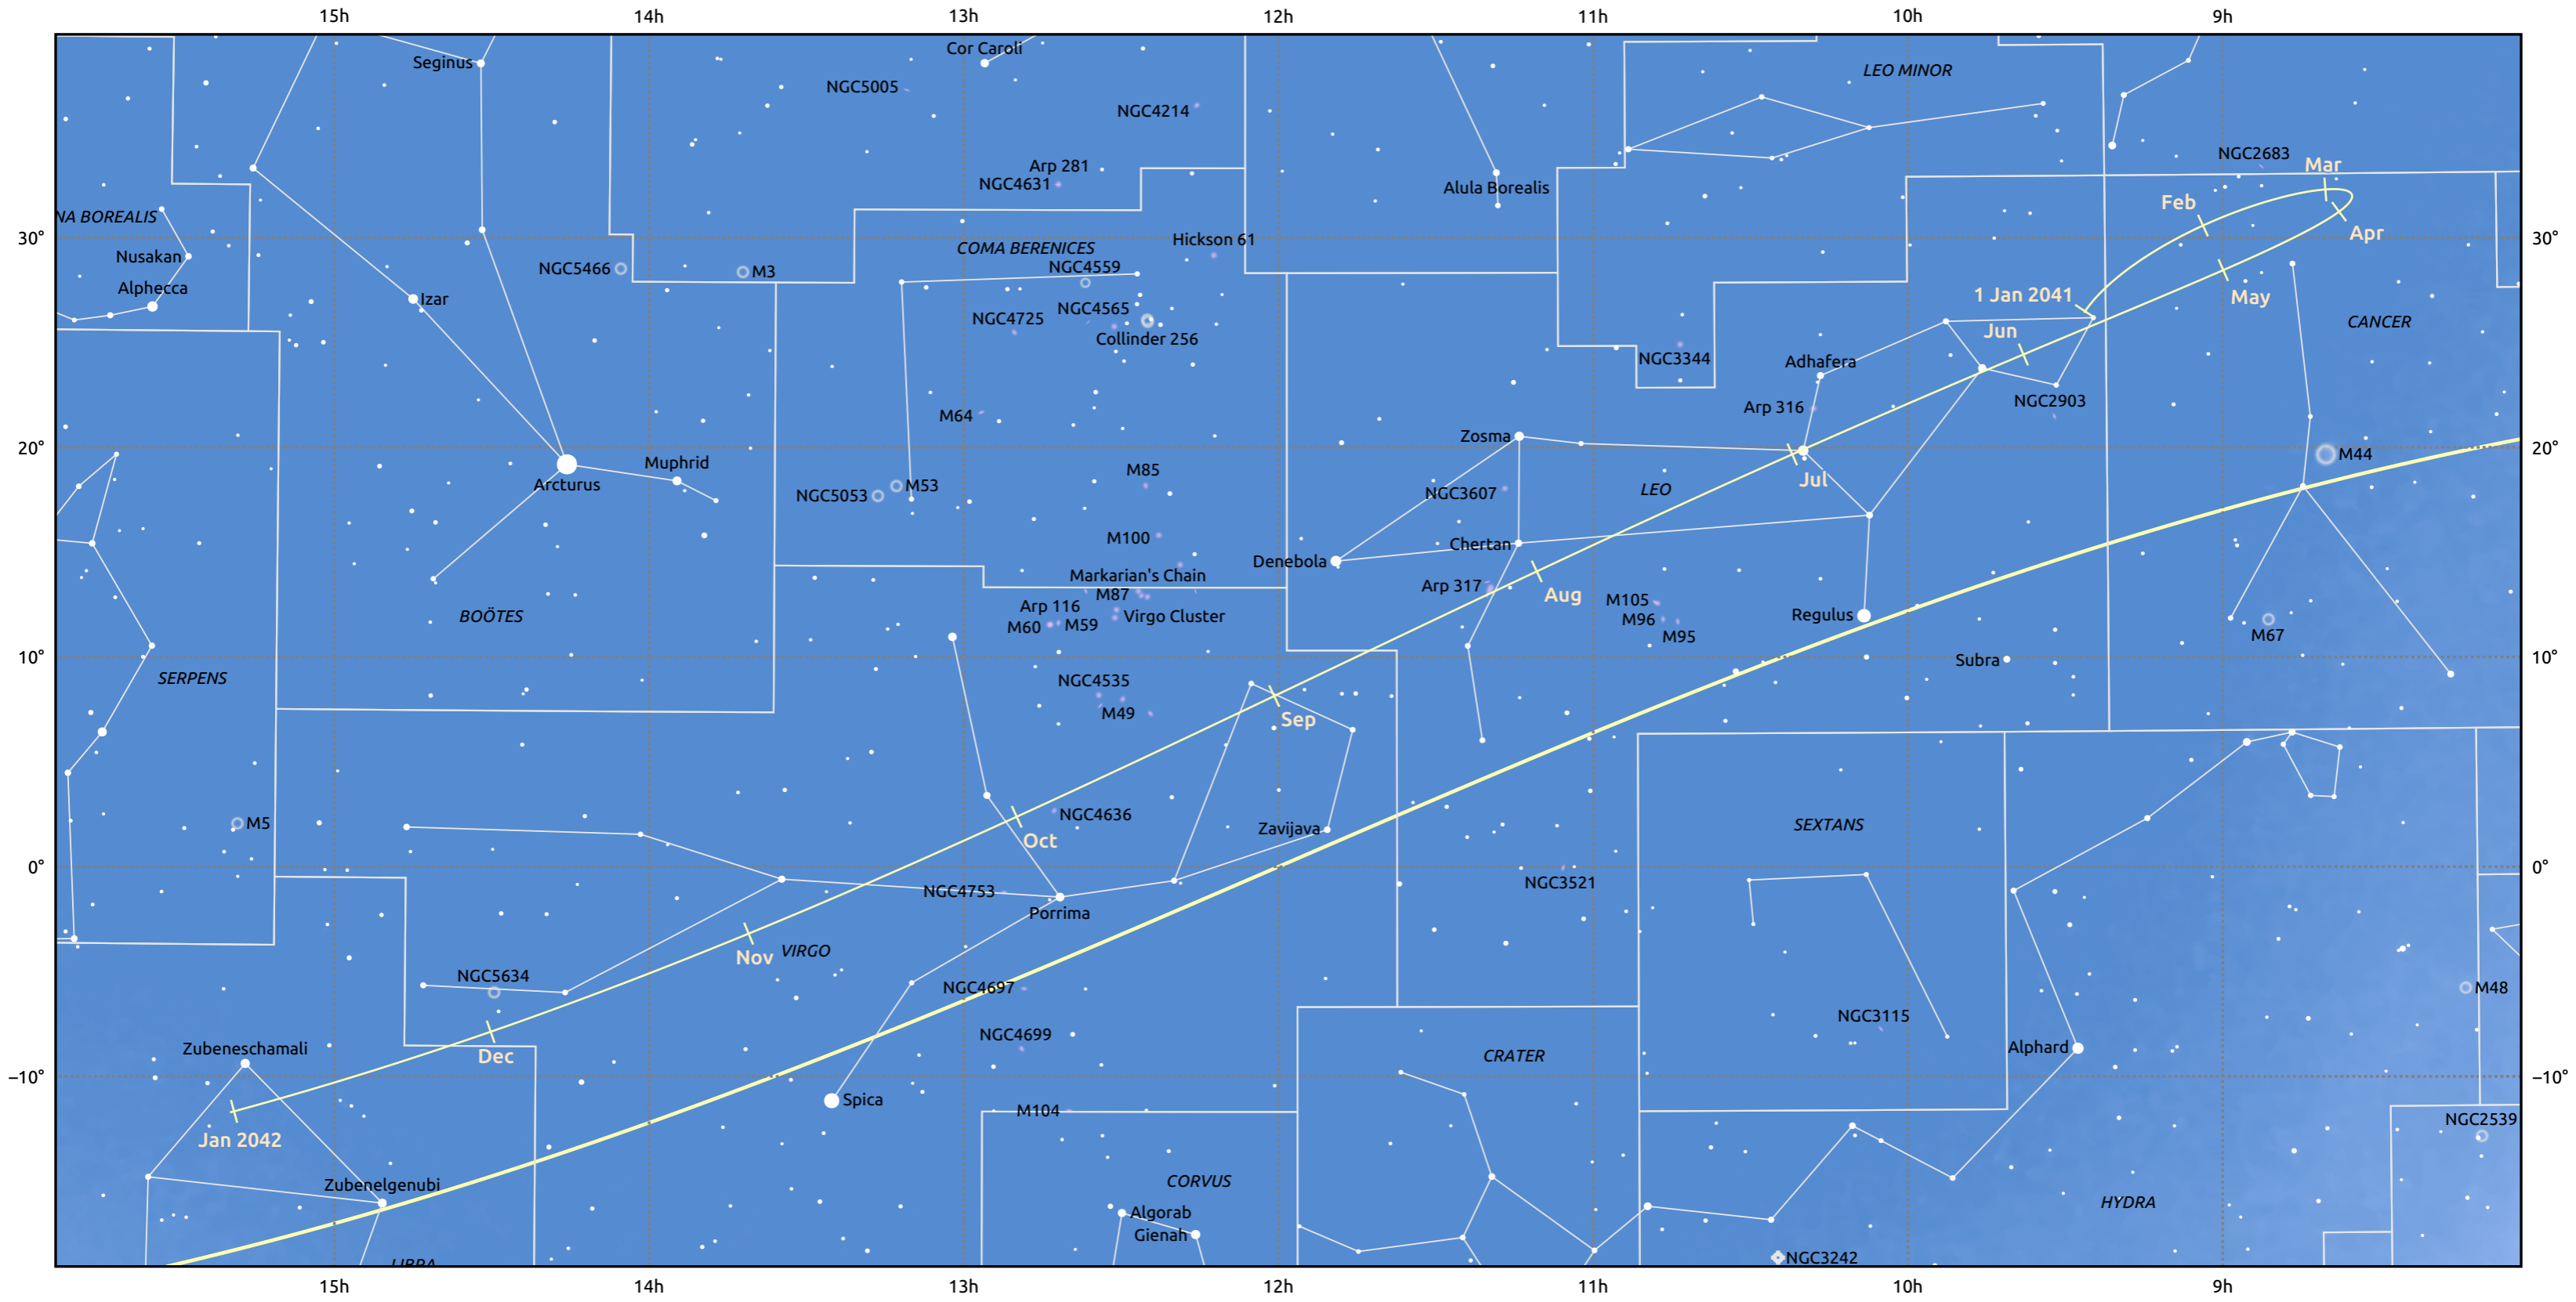 15h 14h 13h 12h 11h 10h 9h
Cor Caroli
Seginus
LEO MINOR
NGC5005
NGC4214
NGC2683
Arp 281
Mar
NGC4631
Alula Borealis
Feb
NA BOREALIS
30°
Hickson 61
Apr
30°
COMA BERENICES
Nusakan
NGC5466
M3
NGC4559
Alphecca
Izar
1 Jan 2041
May
NGC4565
NGC4725
CANCER
Jun
Collinder 256
NGC3344
Adhafera
NGC2903
Arp 316
M64
Zosma
20°
20°
M44
Muphrid
M85
Jul
Arcturus
NGC5053
M53
NGC3607
LEO
M100
Chertan
Denebola
Markarian's Chain
Arp 317
Aug
M87
M105
Arp 116
Virgo Cluster
Regulus
BOÖTES
M60
M59
M96
M95
M67
10°
Subra
10°
SERPENS
NGC4535
M49
Sep
M5
NGC4636
Zavijava
SEXTANS
Oct
0°
0°
NGC4753
NGC3521
Porrima
Nov
VIRGO
NGC5634
NGC4697
M48
NGC3115
NGC4699
Zubeneschamali
Dec
CRATER
Alphard
−10°
−10°
Spica
M104
NGC2539
Jan 2042
Zubenelgenubi
CORVUS
HYDRA
Algorab
Gienah
LIBRA
NGC3242
15h 14h 13h 12h 11h 10h 9h